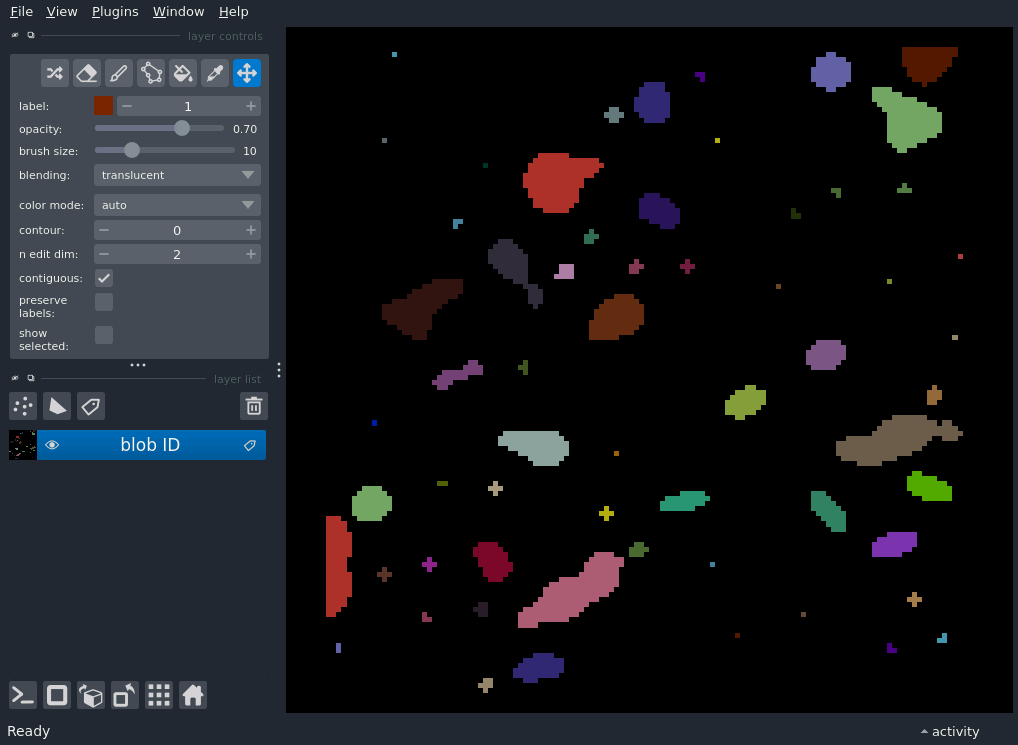 File View Plugins Window Help
layer controls
label: 1
opacity: 0.70
brush size: 10
blending: translucent
color mode: auto
contour: 0
n edit dim: 2
contiguous:
preserve
labels:
show
selected:
layer list
blob ID
Ready
activity